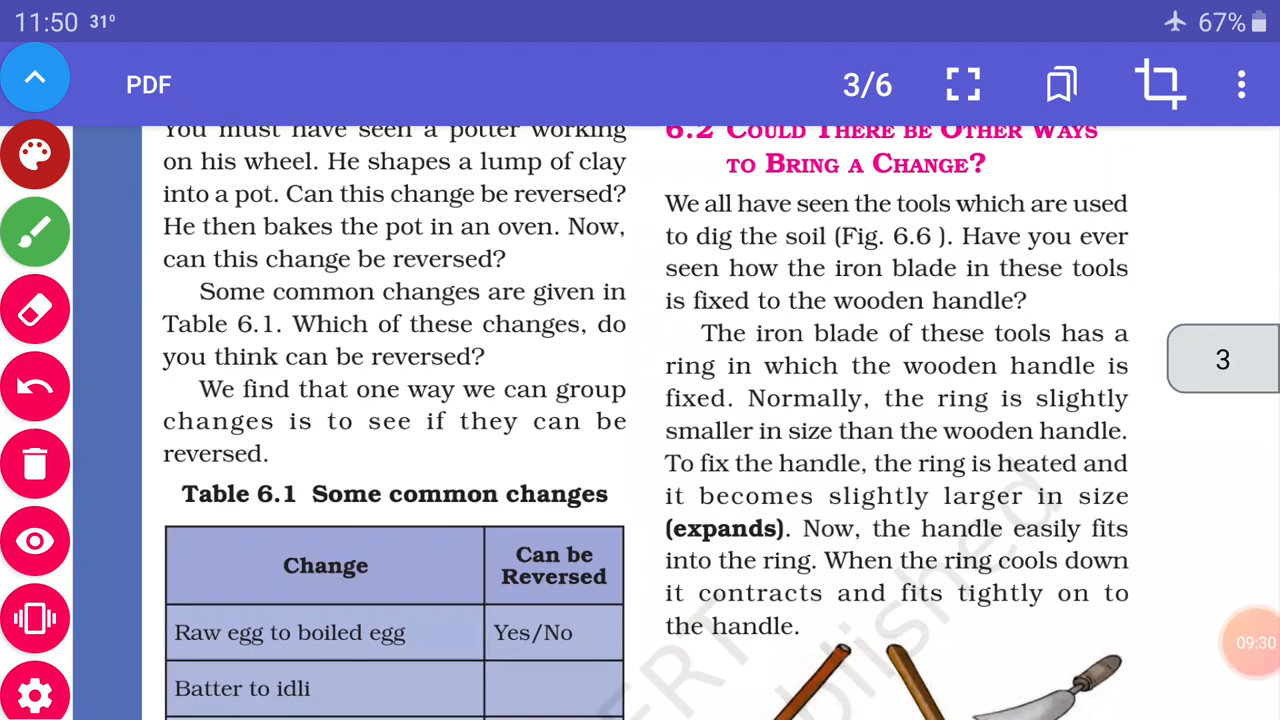 11:50 31°
67%
PDF
3/6
You must have seen a potter working
on his wheel. He shapes a lump of clay
into a pot. Can this change be reversed?
He then bakes the pot in an oven. Now,
can this change be reversed?
Some common changes are given in
Table 6.1. Which of these changes, do
you think can be reversed?
We find that one way we can group
changes is to see if they can be
reversed.
Table 6.1 Some common changes
Change
Can be
Reversed
Raw egg to boiled egg
Yes/No
Batter to idli
6.2 COULD THERE BE OTHER WAYS
TO BRING A CHANGE?
We all have seen the tools which are used
to dig the soil (Fig. 6.6 ). Have you ever
seen how the iron blade in these tools
is fixed to the wooden handle?
The iron blade of these tools has a
ring in which the wooden handle is
fixed. Normally, the ring is slightly
smaller in size than the wooden handle.
To fix the handle, the ring is heated and
it becomes slightly larger in size
(expands). Now, the handle easily fits
into the ring. When the ring cools down
it contracts and fits tightly on to
the handle.
3
09:30